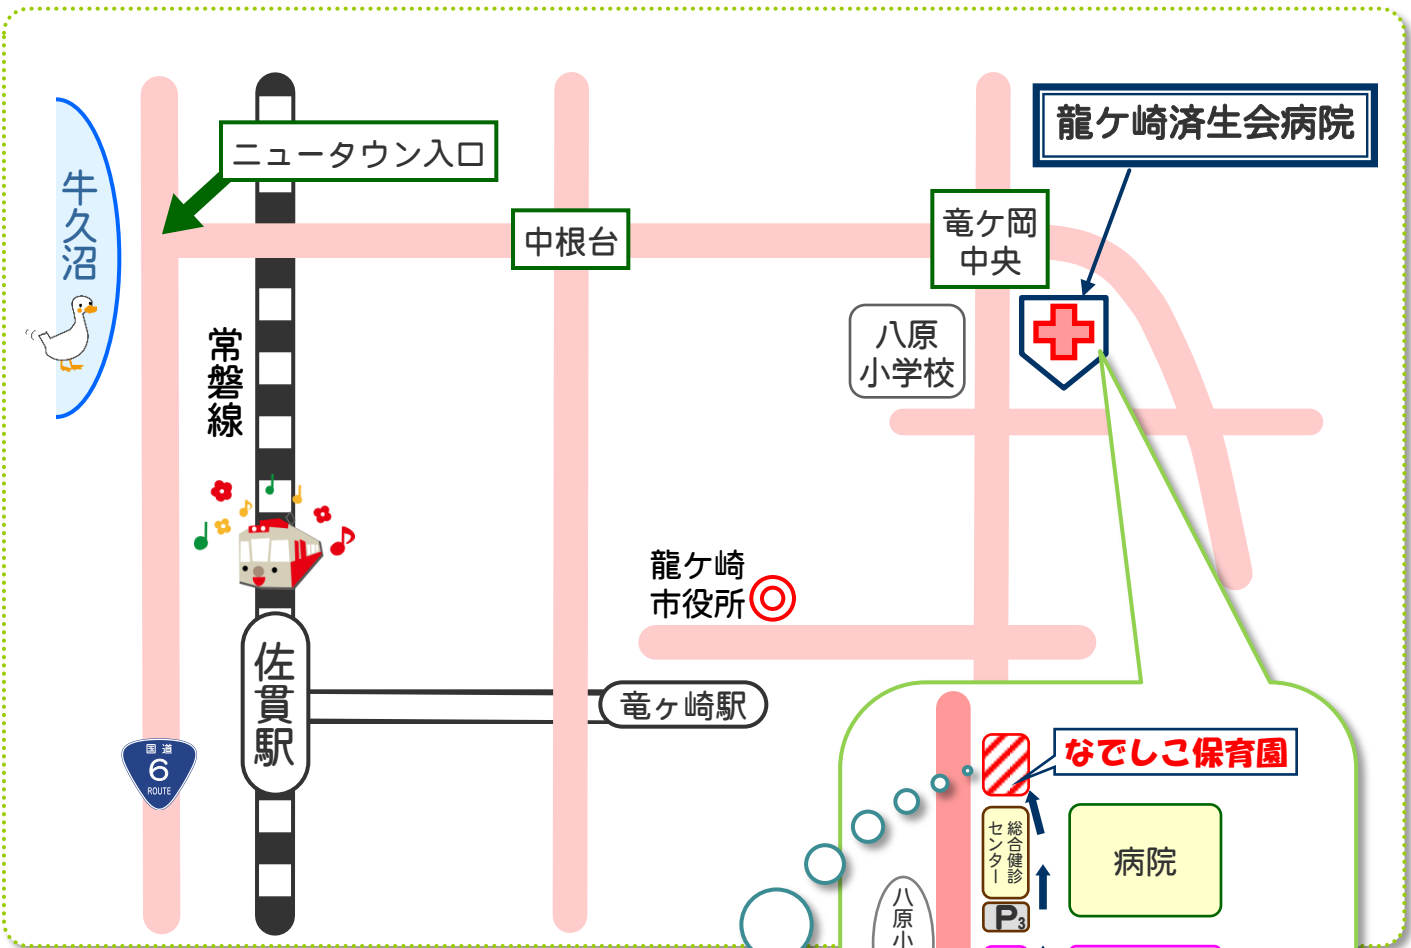 龍ケ崎済生会病院
ニュータウン入口
牛久沼
中根台
竜ケ岡
中央
八原
小学校
常磐線
龍ケ崎
市役所
佐貫駅
竜ヶ崎駅
国道
6
ROUTE
なでしこ保育園
総合健診
センター
病院
P3
八原小